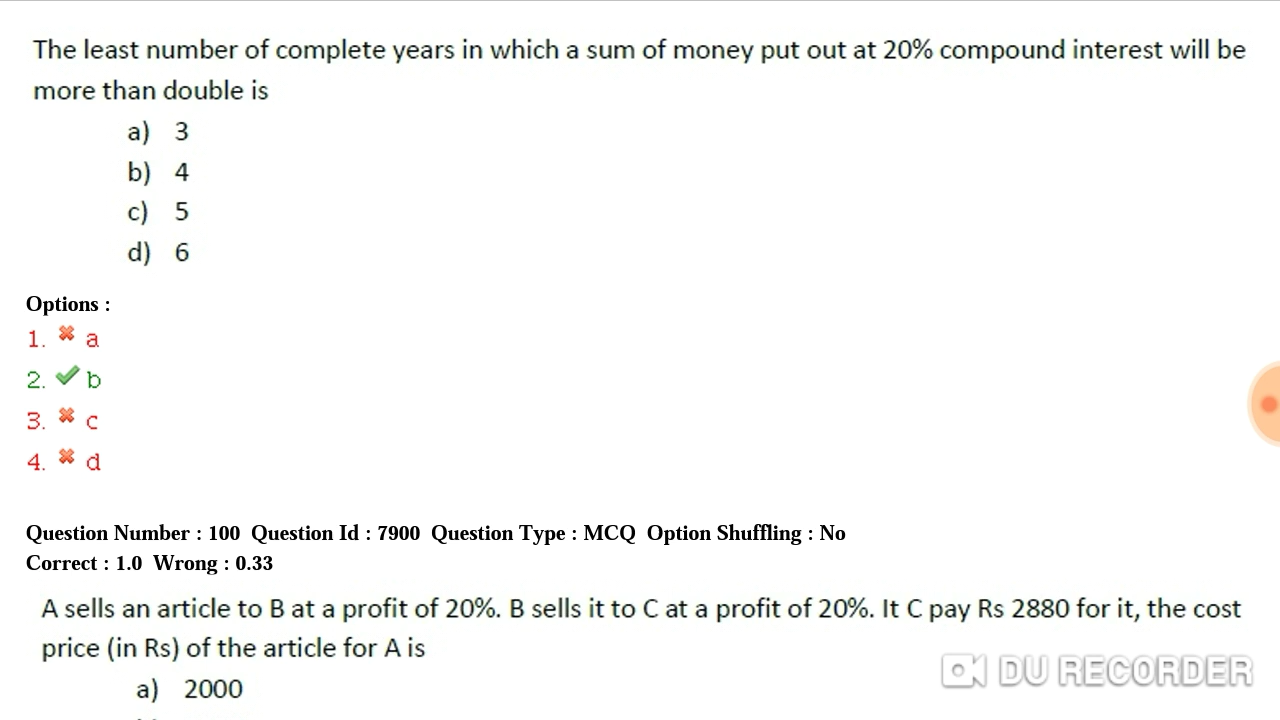 The least number of complete years in which a sum of money put out at 20% compound interest will be
more than double is
a) 3
b) 4
c) 5
d) 6
Options :
1. a
2. b
3. c
4. d
Question Number : 100 Question Id : 7900 Question Type : MCQ Option Shuffling : No
Correct : 1.0 Wrong : 0.33
A sells an article to B at a profit of 20%. B sells it to C at a profit of 20%. It C pay Rs 2880 for it, the cost
price (in Rs) of the article for A is
a) 2000
DU RECORDER